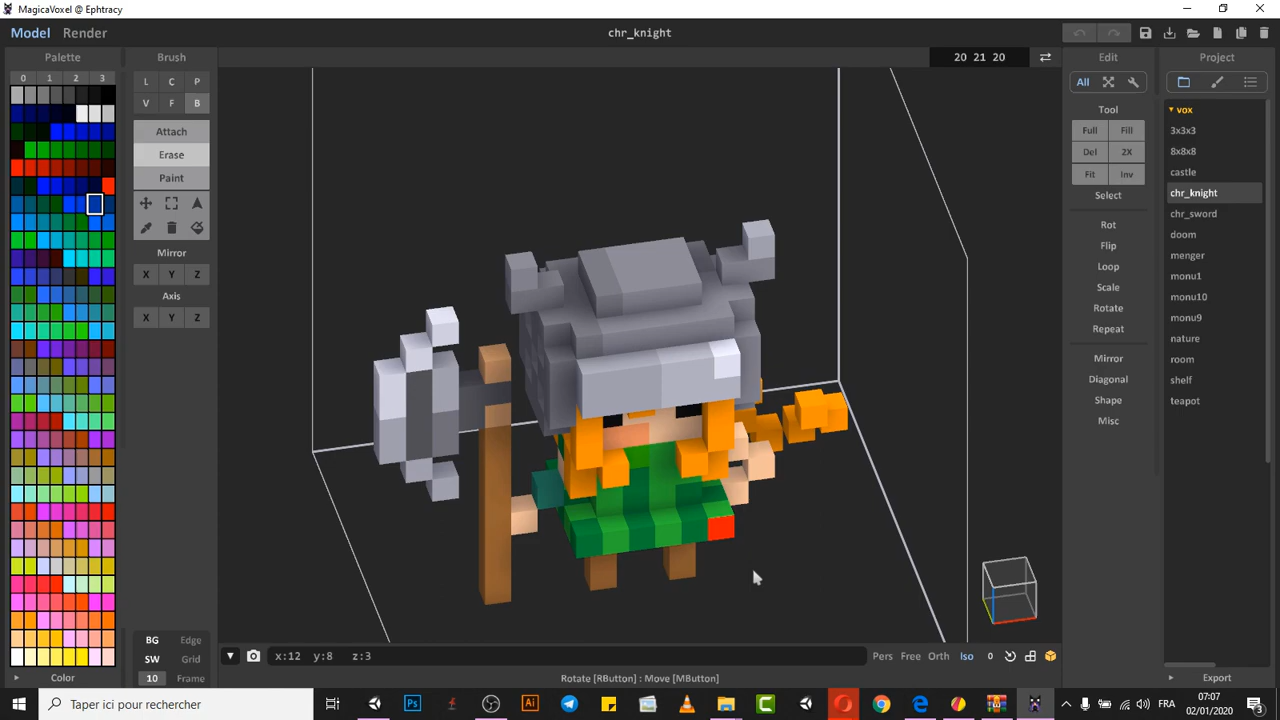 MagicaVoxel @ Ephtracy
Model Render
chr_knight
Palette
0 1 2 3
Color
Brush
L C P
V F B
Attach
Erase
Paint
Mirror
X Y Z
Axis
X Y Z
BG Edge
SW Grid
10 Frame
20 21 20
x:12 y:8 z:3
Pers Free Orth Iso 0
Rotate [RButton] : Move [MButton]
Edit
All
Tool
Full Fill
Del 2X
Fit Inv
Select
Rot
Flip
Loop
Scale
Rotate
Repeat
Mirror
Diagonal
Shape
Misc
Project
vox
3x3x3
8x8x8
castle
chr_knight
chr_sword
doom
menger
monu1
monu10
monu9
nature
room
shelf
teapot
Export
Taper ici pour rechercher
Ps
Ai
FRA
07:07
02/01/2020
3